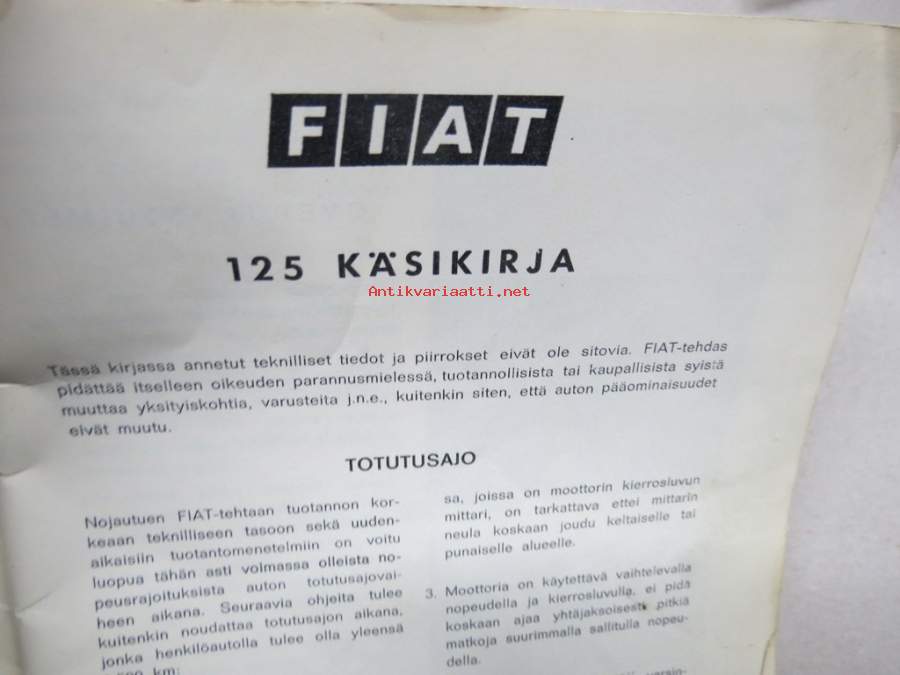 FIAT
125 KÄSIKIRJA
Antikvariaatti.net
Tässä kirjassa annetut teknilliset tiedot ja piirrokset eivät ole sitovia. FIAT-tehdas
pidättää itselleen oikeuden parannusmielessä, tuotannollisista tai kaupallisista syistä
muuttaa yksityiskohtia, varusteita j.n.e., kuitenkin siten, että auton pääominaisuudet
eivät muutu.
TOTUTUSAJO
Nojautuen FIAT-tehtaan tuotannon kor-
keaan teknilliseen tasoon sekä uuden-
aikaisiin tuotantomenetelmiin on voitu
luopua tähän asti voimassa olleista no-
peusrajoituksista auton totutusajovai-
heen aikana. Seuraavia ohjeita tulee
kuitenkin noudattaa totutusajon aikana,
jonka henkilöautolla tulee olla yleensä
km:
sa, joissa on moottorin kierrosluvun
mittari, on tarkattava ettei mittarin
neula koskaan joudu keltaiselle tai
punaiselle alueelle.
3. Moottoria on käytettävä vaihtelevalla
nopeudella ja kierrosluvulla, ei pidä
koskaan ajaa yhtäjaksoisesti pitkiä
matkoja suurimmalla sallitulla nopeu-
della.